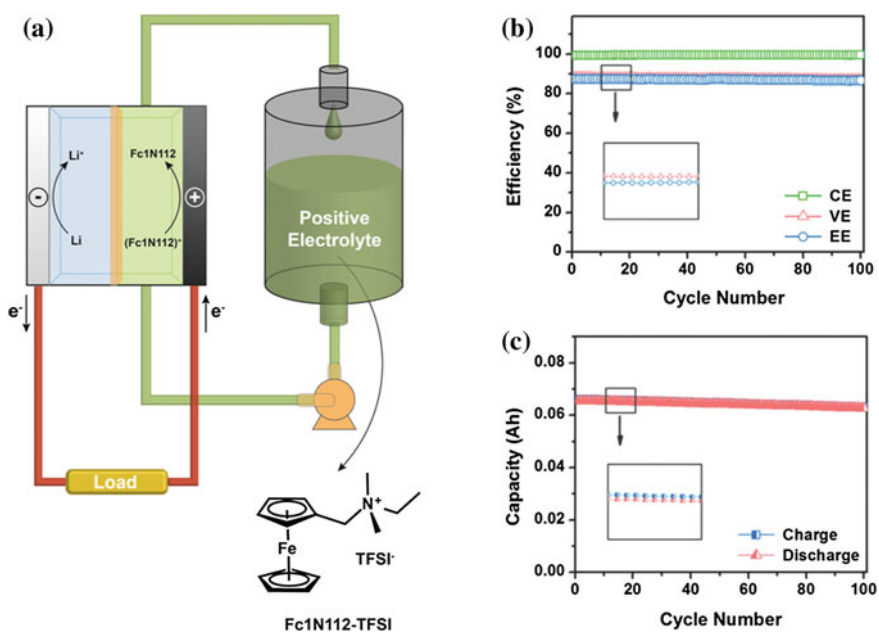 (a)
Li⁺
Li
Fc1N112
(Fc1N112)⁺
-
+
e⁻
e⁻
Load
Positive
Electrolyte
Fe
N⁺
TFSI⁻
Fc1N112-TFSI
(b)
Efficiency (%)
100
80
60
40
20
0
0 20 40 60 80 100
Cycle Number
CE
VE
EE
(c)
Capacity (Ah)
0.08
0.06
0.04
0.02
0.00
0 20 40 60 80 100
Cycle Number
Charge
Discharge